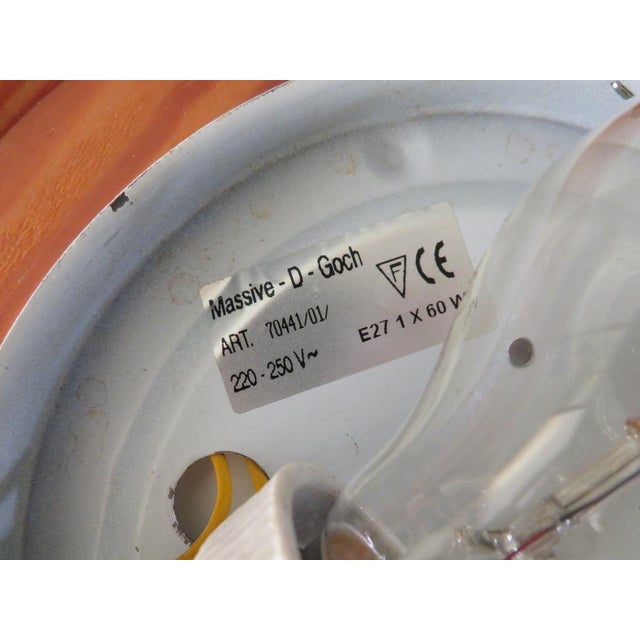 Massive - D - Goch
F CE
ART. 70441/01/
220 - 250 V~ E27 1 X 60 W